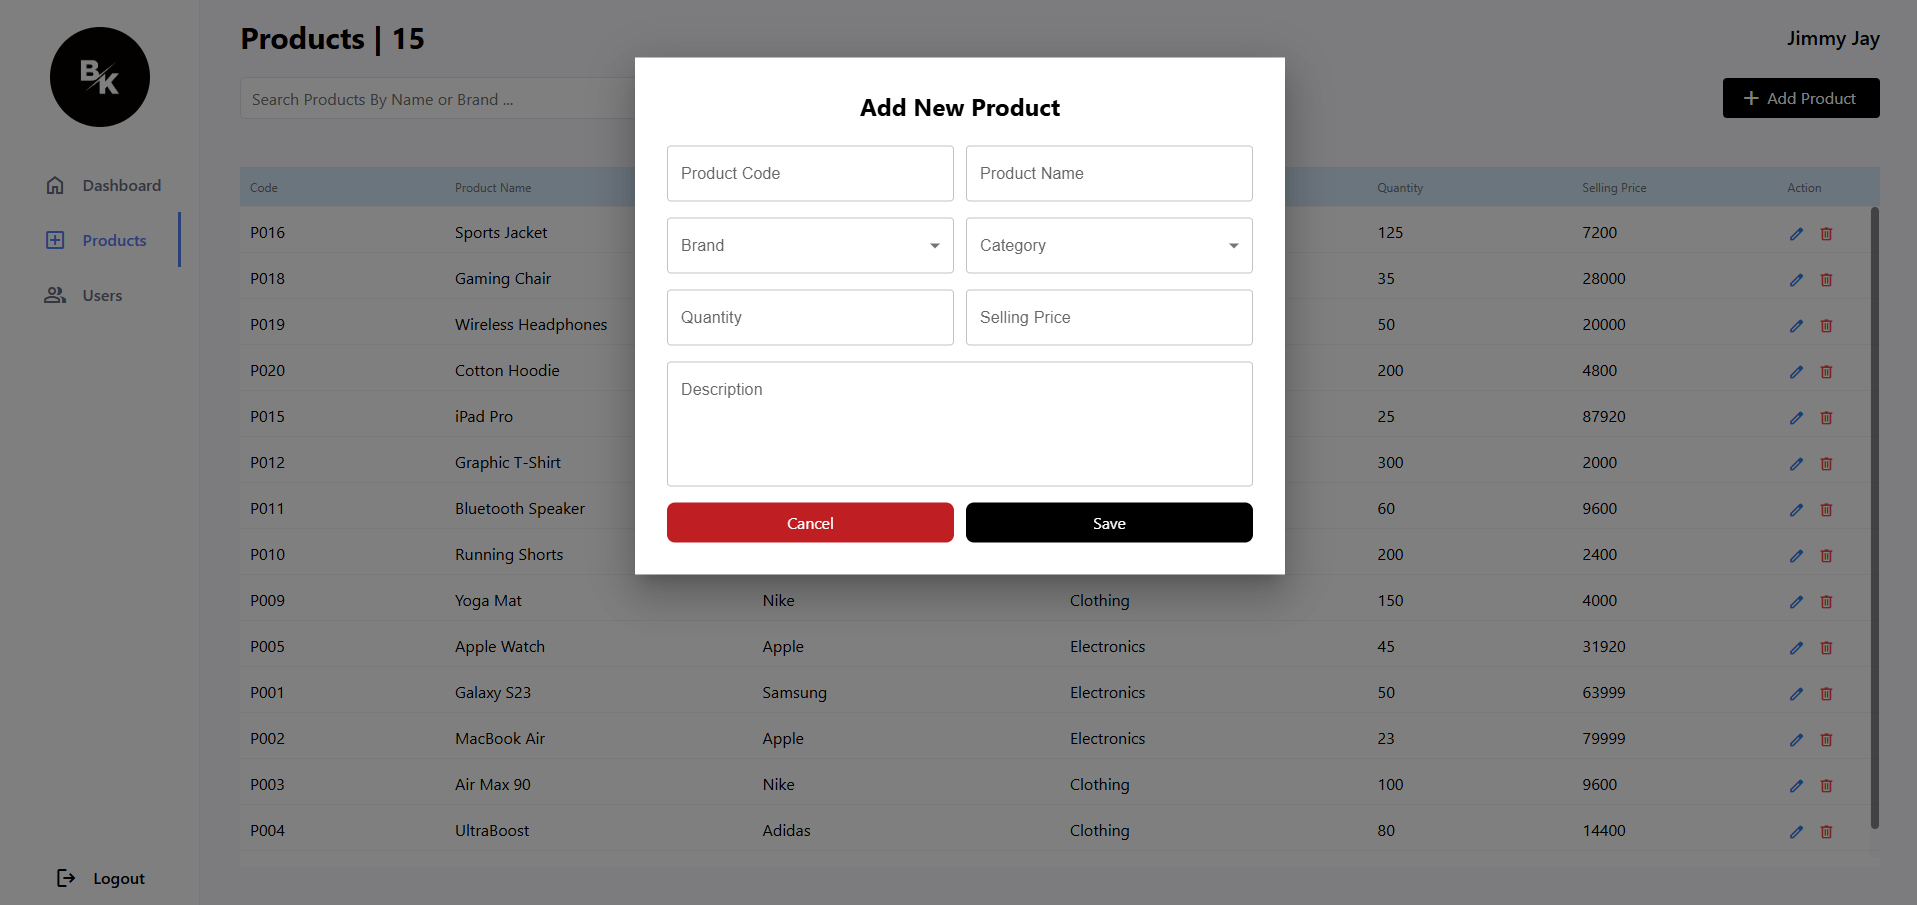 BK
Products | 15
Jimmy Jay
Search Products By Name or Brand ...
Add Product
Dashboard
Products
Users
Logout
Add New Product
Product Code Product Name
Brand Category
Quantity Selling Price
Description
Cancel Save
Code Product Name Quantity Selling Price Action
P016 Sports Jacket 125 7200
P018 Gaming Chair 35 28000
P019 Wireless Headphones 50 20000
P020 Cotton Hoodie 200 4800
P015 iPad Pro 25 87920
P012 Graphic T-Shirt 300 2000
P011 Bluetooth Speaker 60 9600
P010 Running Shorts 200 2400
P009 Yoga Mat Nike Clothing 150 4000
P005 Apple Watch Apple Electronics 45 31920
P001 Galaxy S23 Samsung Electronics 50 63999
P002 MacBook Air Apple Electronics 23 79999
P003 Air Max 90 Nike Clothing 100 9600
P004 UltraBoost Adidas Clothing 80 14400